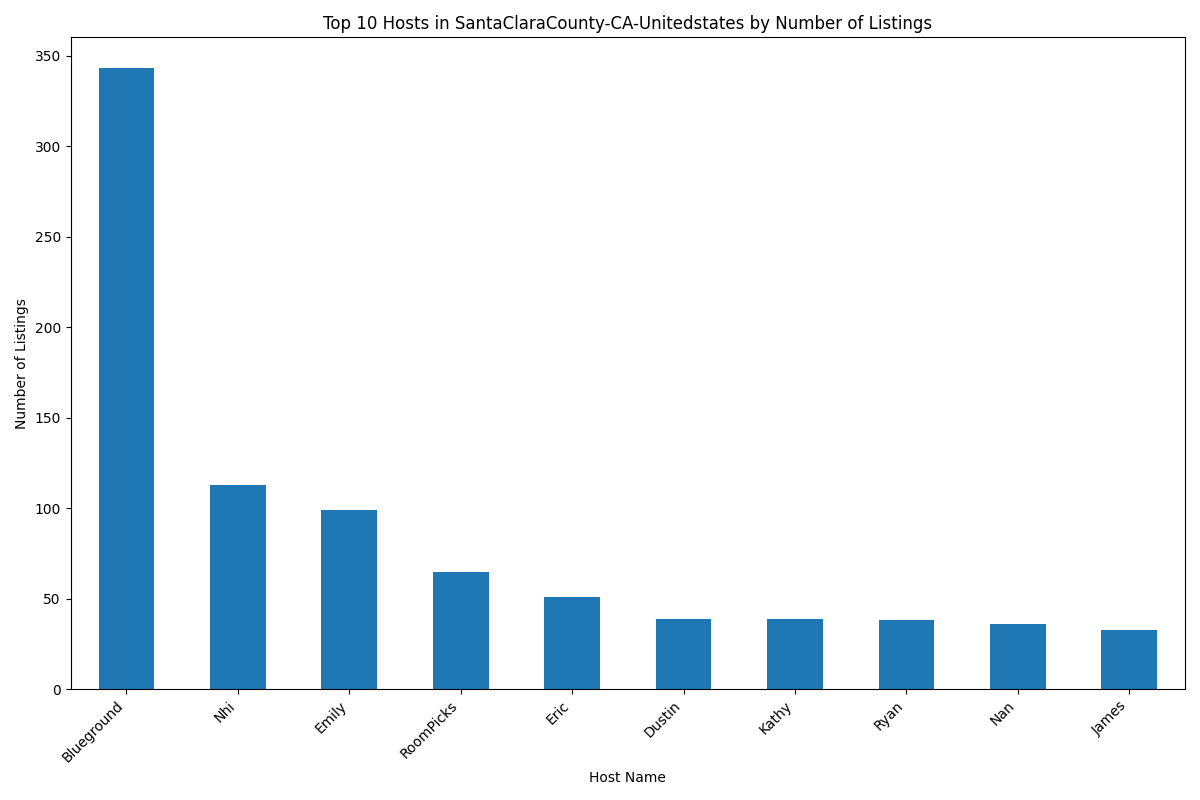 Top 10 Hosts in SantaClaraCounty-CA-Unitedstates by Number of Listings
Number of Listings
350
300
250
200
150
100
50
0
Blueground
Nhi
Emily
RoomPicks
Eric
Dustin
Kathy
Ryan
Nan
James
Host Name